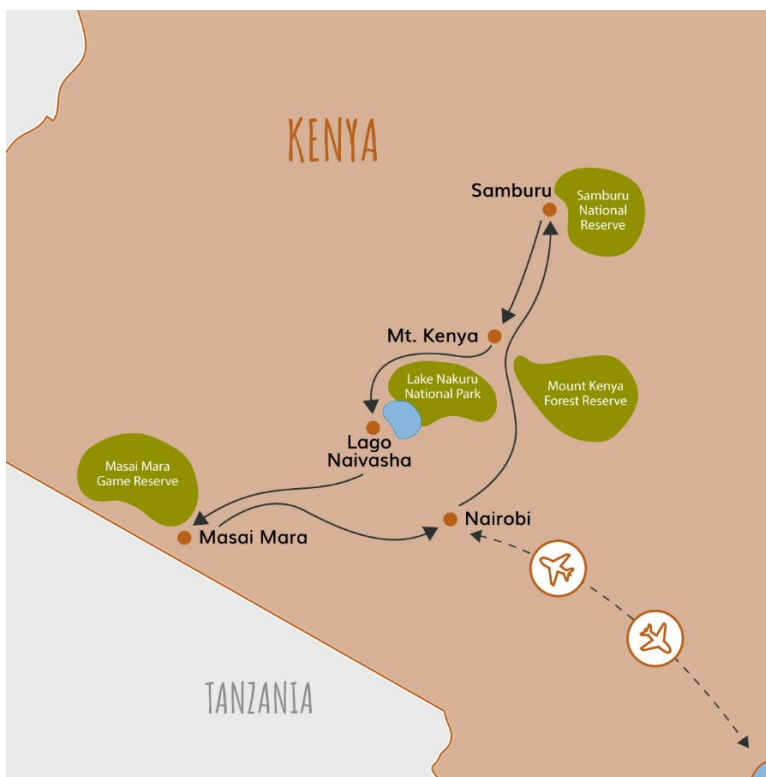 KENYA
Samburu
Samburu
National
Reserve
Mt. Kenya
Lake Nakuru
National Park
Mount Kenya
Forest Reserve
Lago
Naivasha
Masai Mara
Game Reserve
Nairobi
Masai Mara
TANZANIA